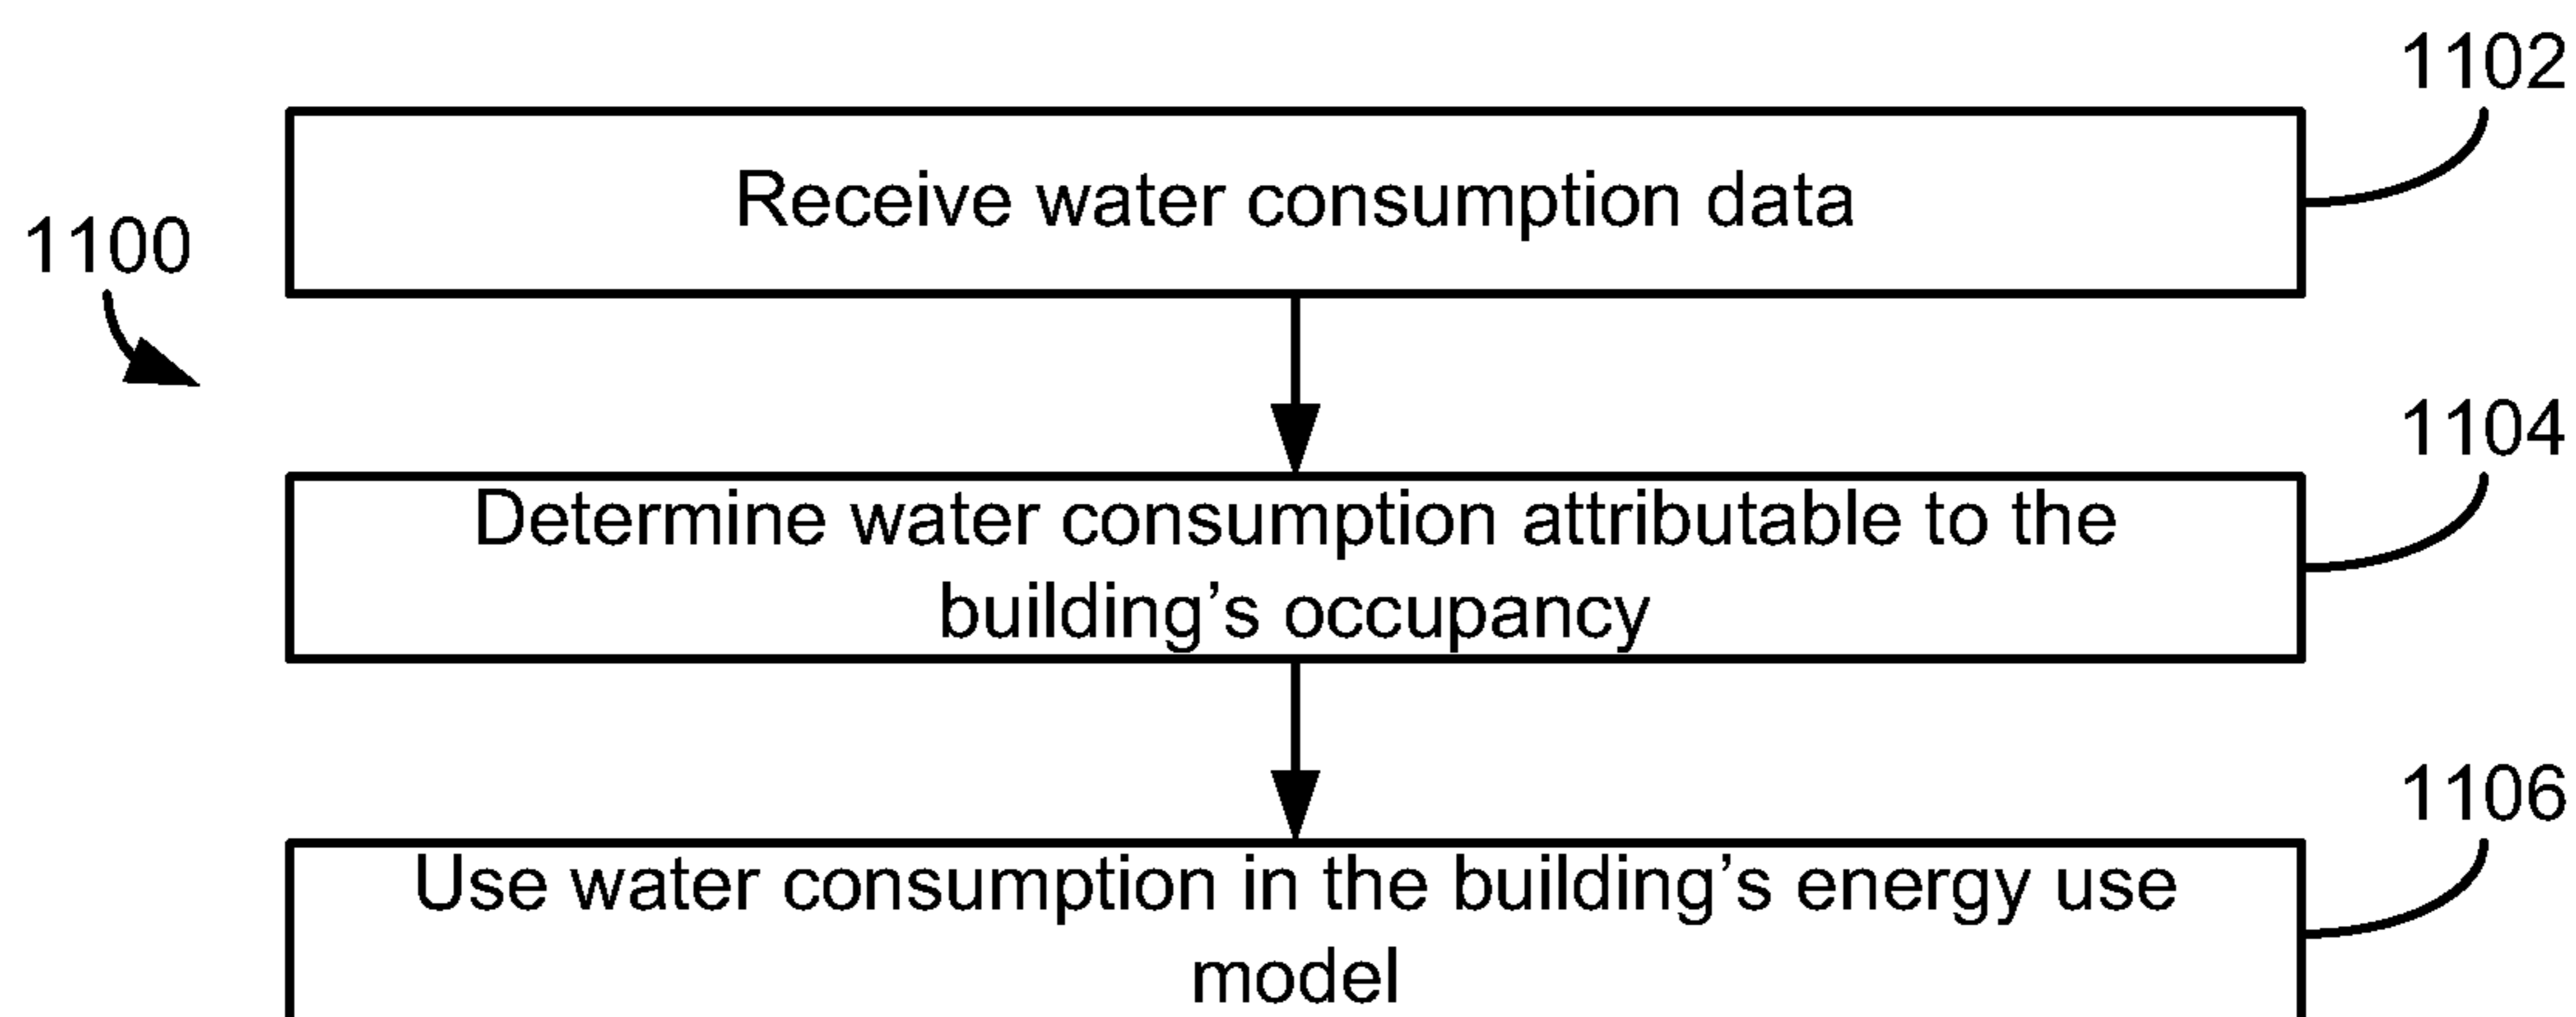 1102
Receive water consumption data
1100
1104
Determine water consumption attributable to the
building’s occupancy
1106
Use water consumption in the building’s energy use
model